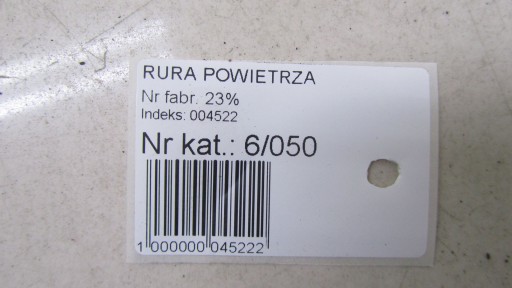 RURA POWIETRZA
Nr fabr. 23%
Indeks: 004522
Nr kat.: 6/050
1 000000 045222